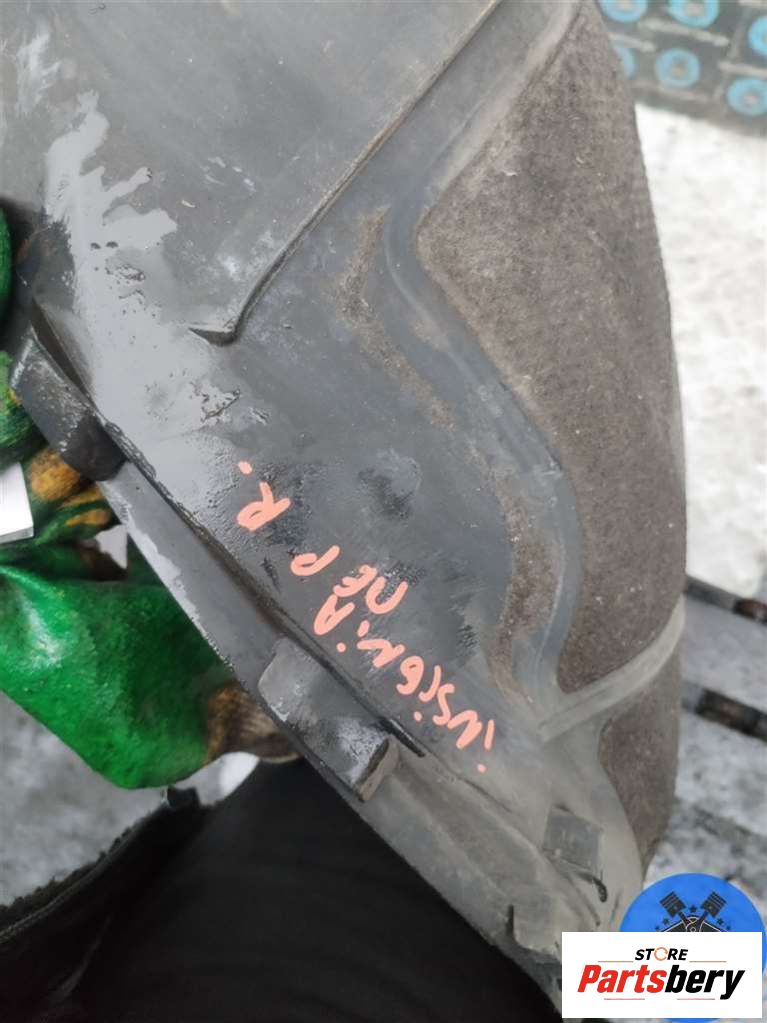 insignia
ПЕР R.
STORE
Partsbery